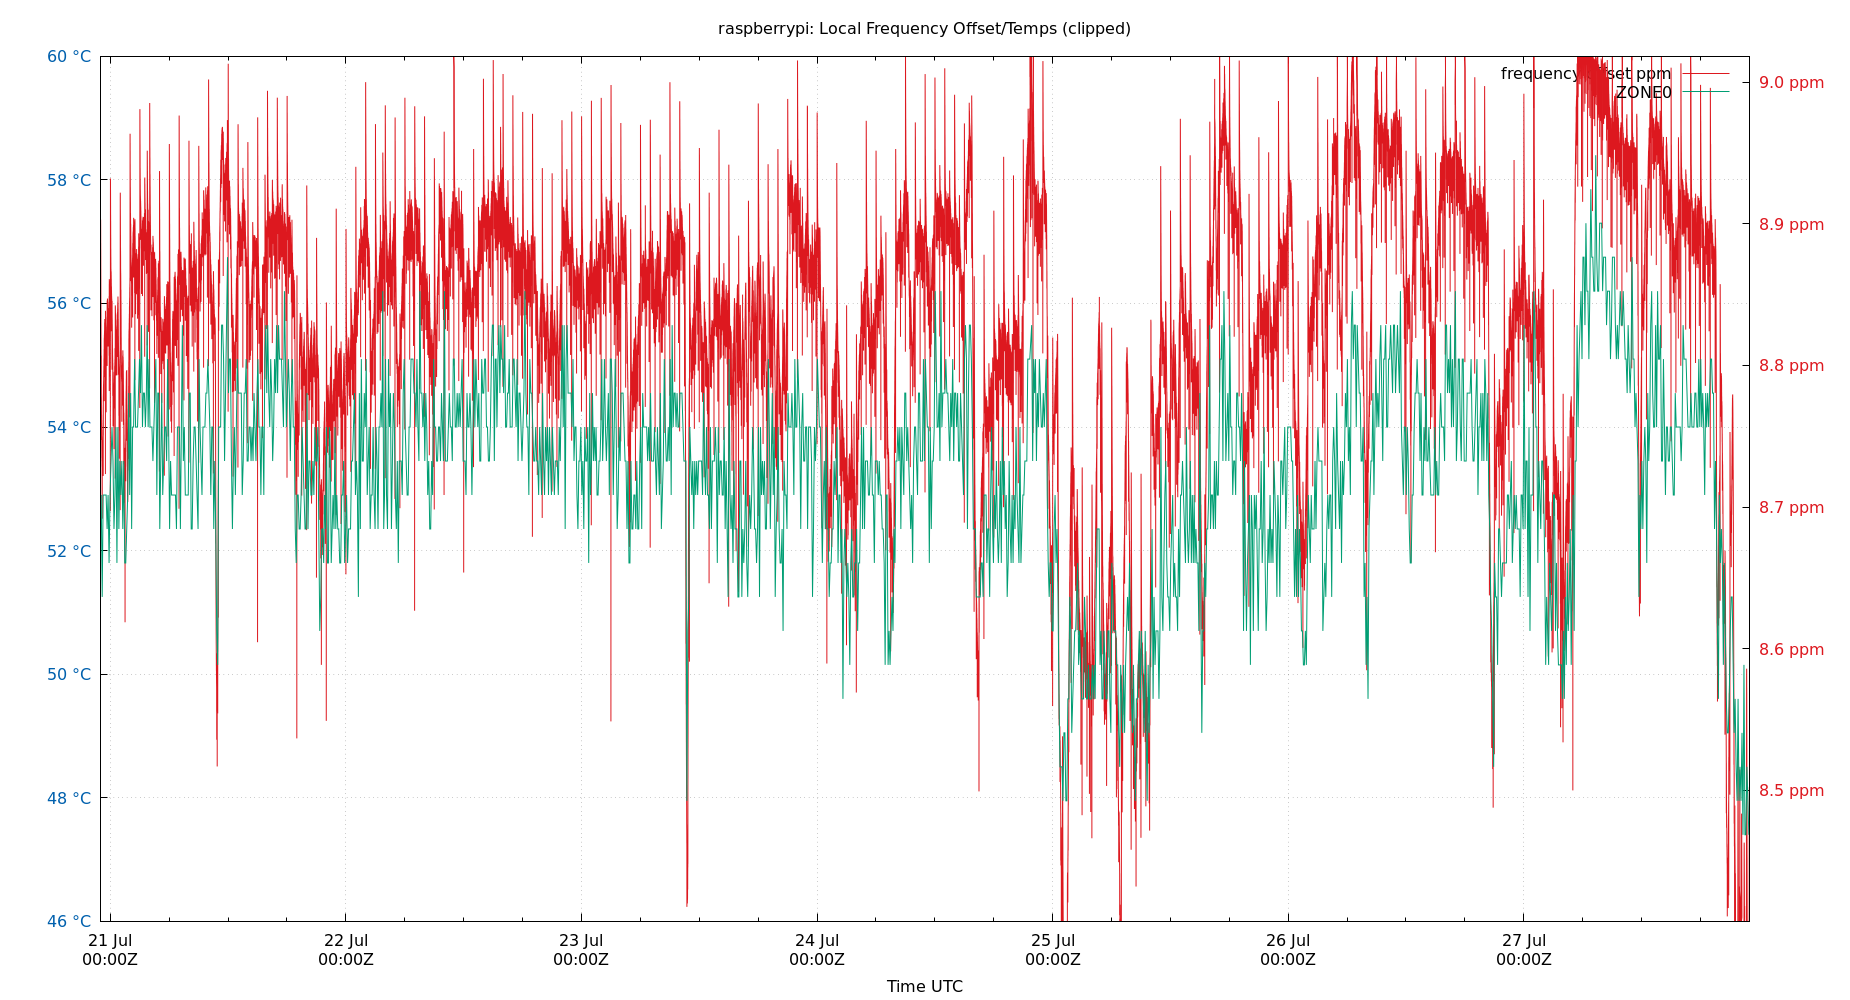 raspberrypi: Local Frequency Offset/Temps (clipped)
60 °C
58 °C
56 °C
54 °C
52 °C
50 °C
48 °C
46 °C
frequency offset ppm
ZONE0
9.0 ppm
8.9 ppm
8.8 ppm
8.7 ppm
8.6 ppm
8.5 ppm
21 Jul
00:00Z
22 Jul
00:00Z
23 Jul
00:00Z
24 Jul
00:00Z
25 Jul
00:00Z
26 Jul
00:00Z
27 Jul
00:00Z
Time UTC